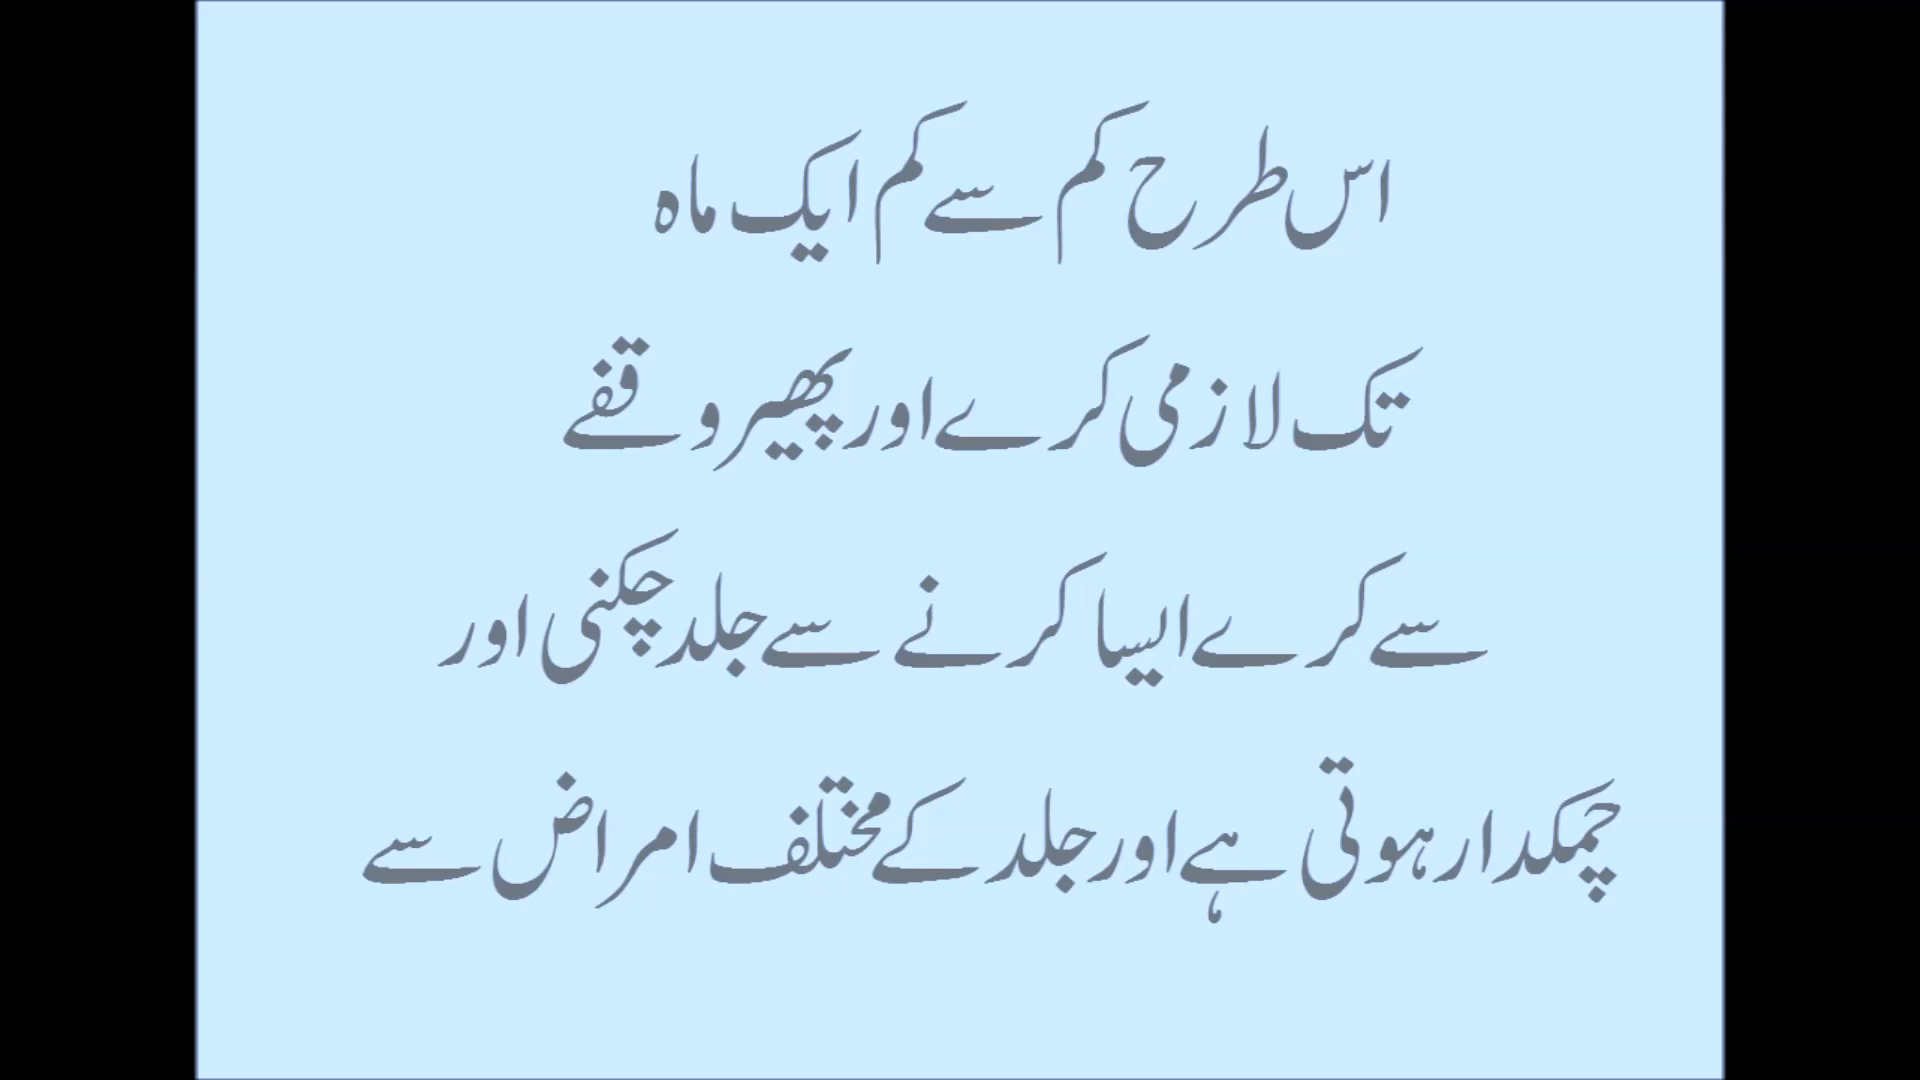 اس طرح کم سے کم ایک ماہ
تک لازمی کرے اور پھیر وقفے
سے کرے ایسا کرنے سے جلد چکنی اور
چمکدار ہوتی ہے اور جلد کے مختلف امراض سے